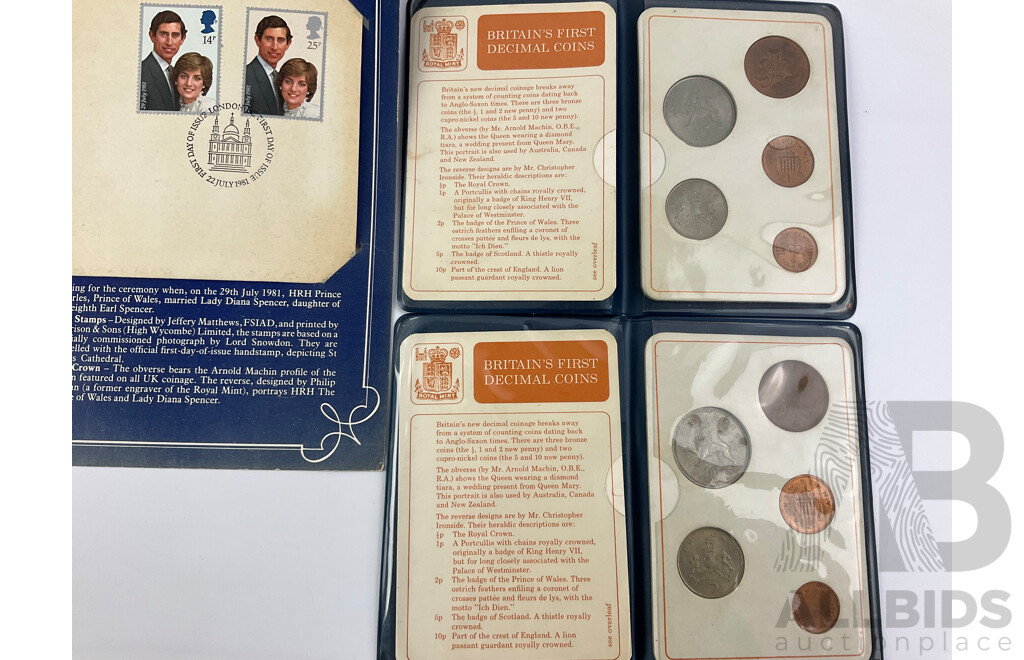 14P
25P
29 July 1981
FIRST DAY OF ISSUE LONDON EC FIRST DAY OF ISSUE
22 JULY 1981
ing for the ceremony when, on the 29th July 1981, HRH Prince
rles, Prince of Wales, married Lady Diana Spencer, daughter of
eighth Earl Spencer.
Stamps – Designed by Jeffery Matthews, FSIAD, and printed by
rison & Sons (High Wycombe) Limited, the stamps are based on a
ially commissioned photograph by Lord Snowdon. They are
elled with the official first-day-of-issue handstamp, depicting St
s Cathedral.
Crown – The obverse bears the Arnold Machin profile of the
n featured on all UK coinage. The reverse, designed by Philip
n (a former engraver of the Royal Mint), portrays HRH The
e of Wales and Lady Diana Spencer.
ROYAL MINT
BRITAIN'S FIRST
DECIMAL COINS
Britain's new decimal coinage breaks away
from a system of counting coins dating back
to Anglo-Saxon times. There are three bronze
coins (the ½, 1 and 2 new penny) and two
cupro-nickel coins (the 5 and 10 new penny).
The obverse (by Mr. Arnold Machin, O.B.E.,
R.A.) shows the Queen wearing a diamond
tiara, a wedding present from Queen Mary.
This portrait is also used by Australia, Canada
and New Zealand.
The reverse designs are by Mr. Christopher
Ironside. Their heraldic descriptions are:
½p The Royal Crown.
1p A Portcullis with chains royally crowned,
originally a badge of King Henry VII,
but for long closely associated with the
Palace of Westminster.
2p The badge of the Prince of Wales. Three
ostrich feathers enfiling a coronet of
crosses pattée and fleurs de lys, with the
motto "Ich Dien."
5p The badge of Scotland. A thistle royally
crowned.
10p Part of the crest of England. A lion
passant guardant royally crowned.
see overleaf
ROYAL MINT
BRITAIN'S FIRST
DECIMAL COINS
Britain's new decimal coinage breaks away
from a system of counting coins dating back
to Anglo-Saxon times. There are three bronze
coins (the ½, 1 and 2 new penny) and two
cupro-nickel coins (the 5 and 10 new penny).
The obverse (by Mr. Arnold Machin, O.B.E.,
R.A.) shows the Queen wearing a diamond
tiara, a wedding present from Queen Mary.
This portrait is also used by Australia, Canada
and New Zealand.
The reverse designs are by Mr. Christopher
Ironside. Their heraldic descriptions are:
½p The Royal Crown.
1p A Portcullis with chains royally crowned,
originally a badge of King Henry VII,
but for long closely associated with the
Palace of Westminster.
2p The badge of the Prince of Wales. Three
ostrich feathers enfiling a coronet of
crosses pattée and fleurs de lys, with the
motto "Ich Dien."
5p The badge of Scotland. A thistle royally
crowned.
10p Part of the crest of England. A lion
passant guardant royally crowned.
see overleaf
AB
ALLBIDS
auctionplace